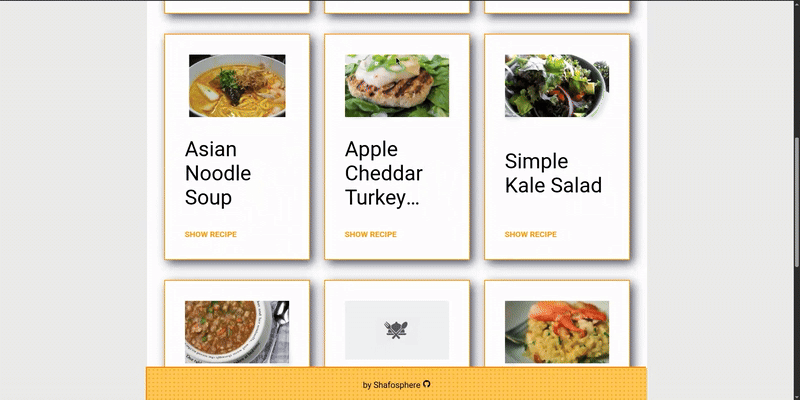 Asian
Noodle
Soup
SHOW RECIPE
Apple
Cheddar
Turkey...
SHOW RECIPE
Simple
Kale Salad
SHOW RECIPE
by Shafosphere